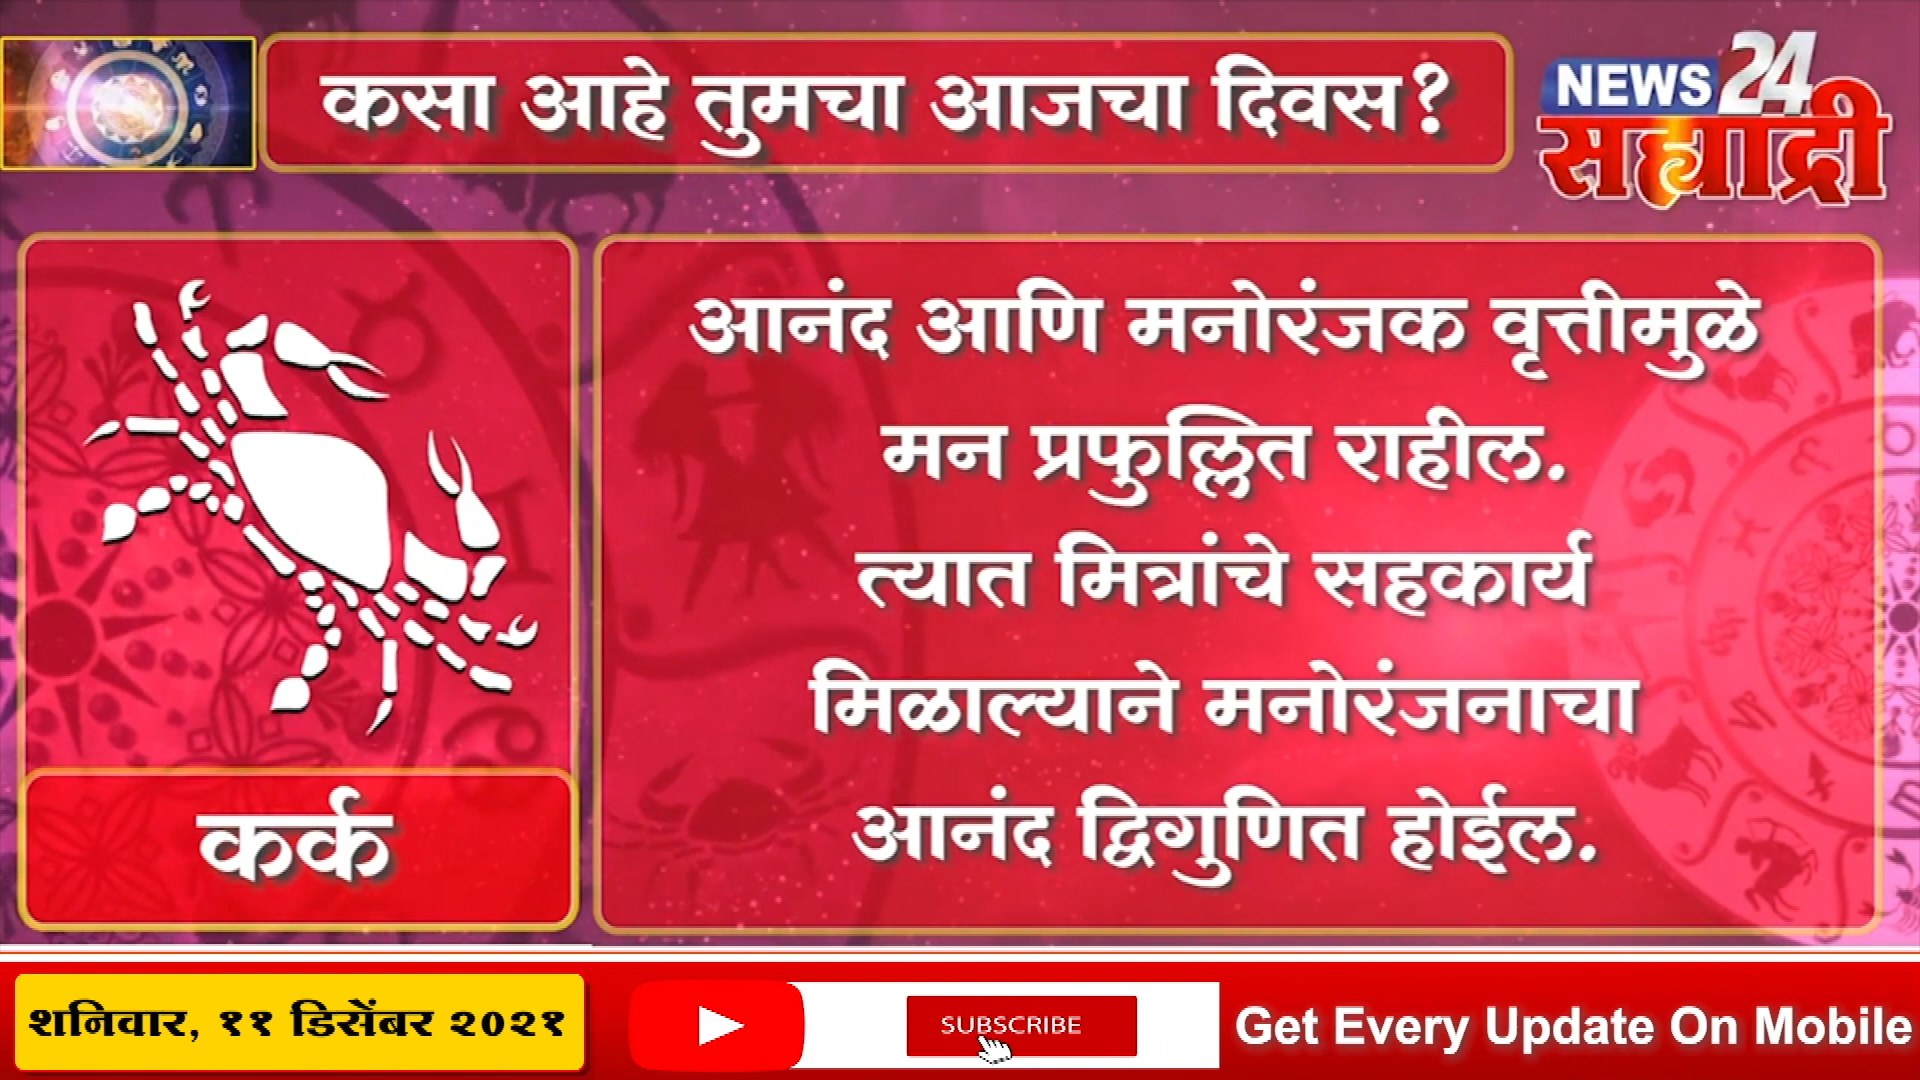 कसा आहे तुमचा आजचा दिवस?
NEWS 24
सह्याद्री
आनंद आणि मनोरंजक वृत्तीमुळे
मन प्रफुल्लित राहील.
त्यात मित्रांचे सहकार्य
मिळाल्याने मनोरंजनाचा
आनंद द्विगुणित होईल.
कर्क
शनिवार, ११ डिसेंबर २०२१
SUBSCRIBE
Get Every Update On Mobile